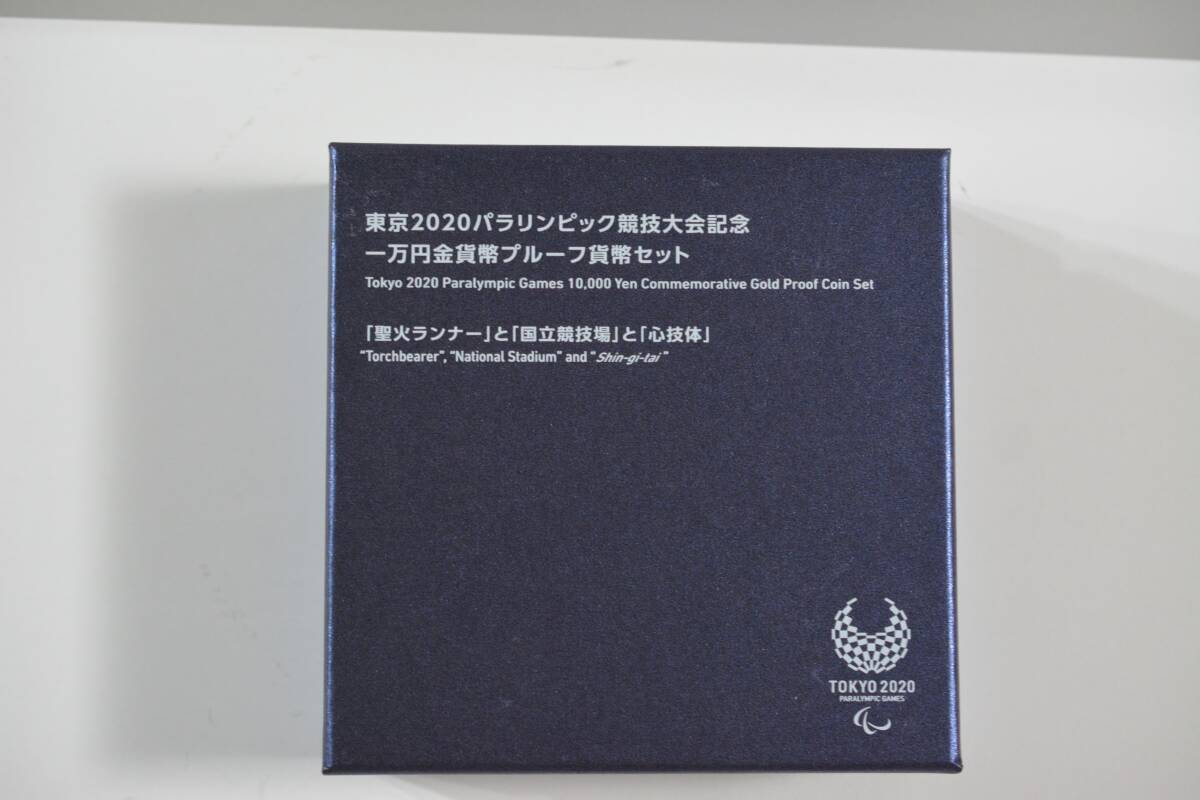 東京2020パラリンピック競技大会記念
一万円金貨幣プルーフ貨幣セット
Tokyo 2020 Paralympic Games 10,000 Yen Commemorative Gold Proof Coin Set
「聖火ランナー」と「国立競技場」と「心技体」
“Torchbearer”, “National Stadium” and “Shin-gi-tai”
TOKYO 2020
PARALYMPIC GAMES